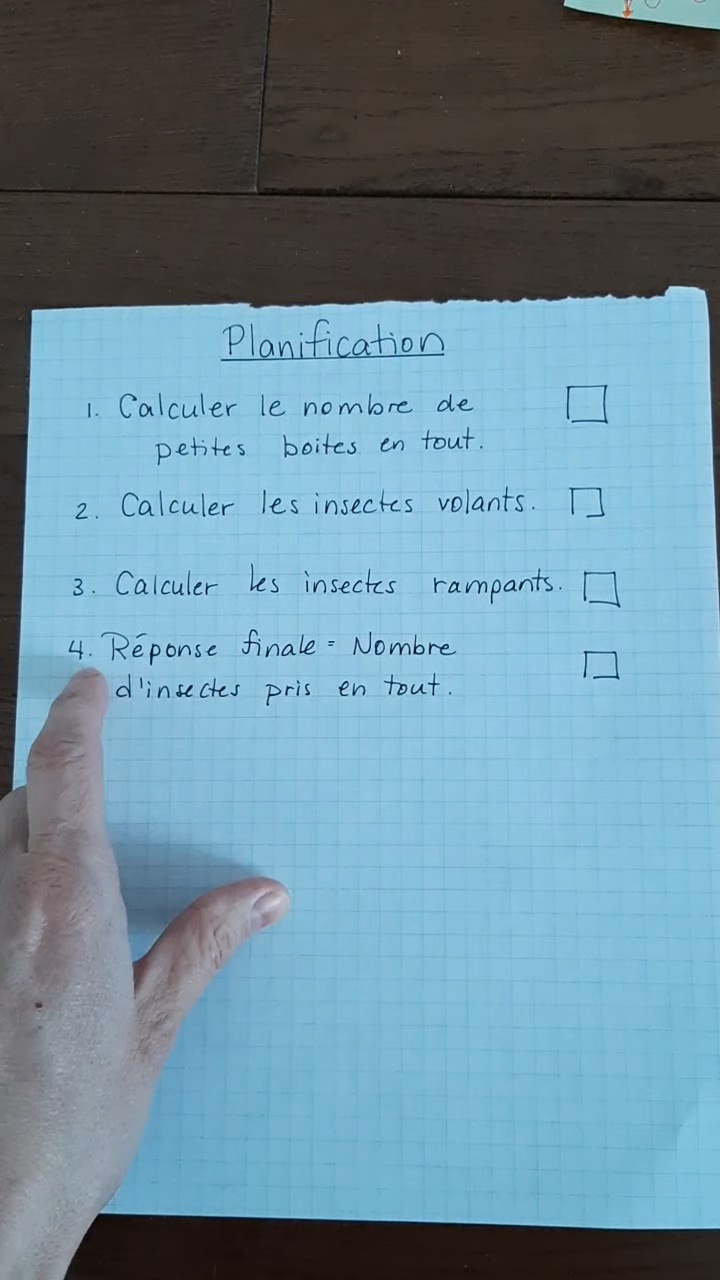 Planification
1. Calculer le nombre de
petites boites en tout.
2. Calculer les insectes volants.
3. Calculer les insectes rampants.
4. Réponse finale = Nombre
d'insectes pris en tout.